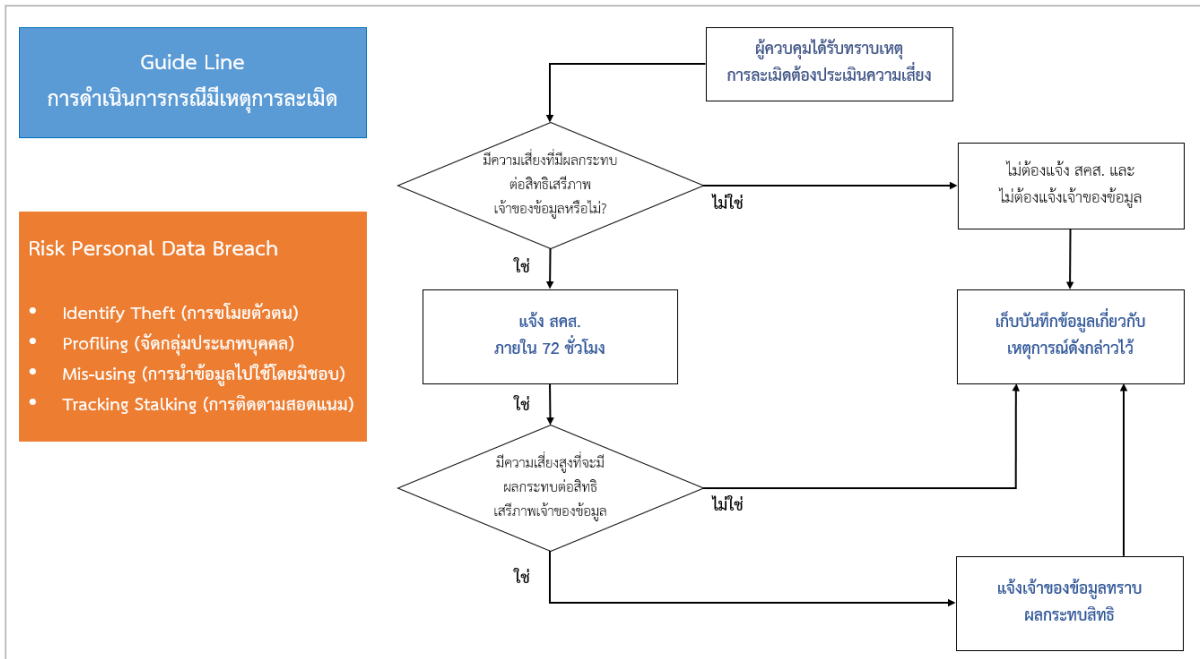 Guide Line
การดำเนินการกรณีมีเหตุการละเมิด
ผู้ควบคุมได้รับทราบเหตุ
การละเมิดต้องประเมินความเสี่ยง
มีความเสี่ยงที่มีผลกระทบ
ต่อสิทธิเสรีภาพ
เจ้าของข้อมูลหรือไม่?
ไม่ใช่
ไม่ต้องแจ้ง สคส. และ
ไม่ต้องแจ้งเจ้าของข้อมูล
ใช่
Risk Personal Data Breach
• Identify Theft (การขโมยตัวตน)
• Profiling (จัดกลุ่มประเภทบุคคล)
• Mis-using (การนำข้อมูลไปใช้โดยมิชอบ)
• Tracking Stalking (การติดตามสอดแนม)
แจ้ง สคส.
ภายใน 72 ชั่วโมง
เก็บบันทึกข้อมูลเกี่ยวกับ
เหตุการณ์ดังกล่าวไว้
ใช่
มีความเสี่ยงสูงที่จะมี
ผลกระทบต่อสิทธิ
เสรีภาพเจ้าของข้อมูล
ไม่ใช่
ใช่
แจ้งเจ้าของข้อมูลทราบ
ผลกระทบสิทธิ